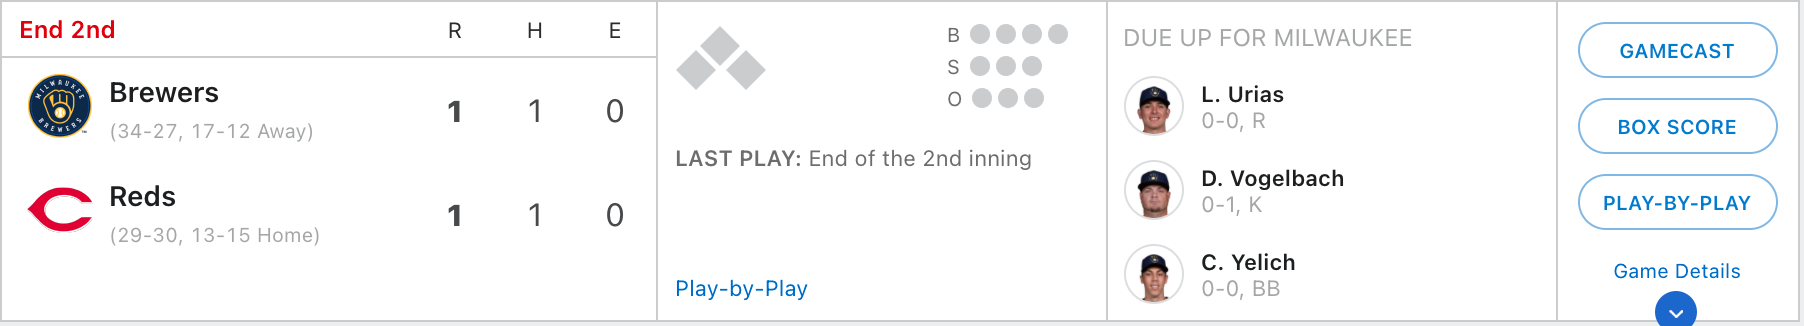 End 2nd R H E
Brewers 1 1 0
(34-27, 17-12 Away)
Reds 1 1 0
(29-30, 13-15 Home)
B
S
O
LAST PLAY: End of the 2nd inning
Play-by-Play
DUE UP FOR MILWAUKEE
L. Urias
0-0, R
D. Vogelbach
0-1, K
C. Yelich
0-0, BB
GAMECAST
BOX SCORE
PLAY-BY-PLAY
Game Details
MILWAUKEE
BREWERS